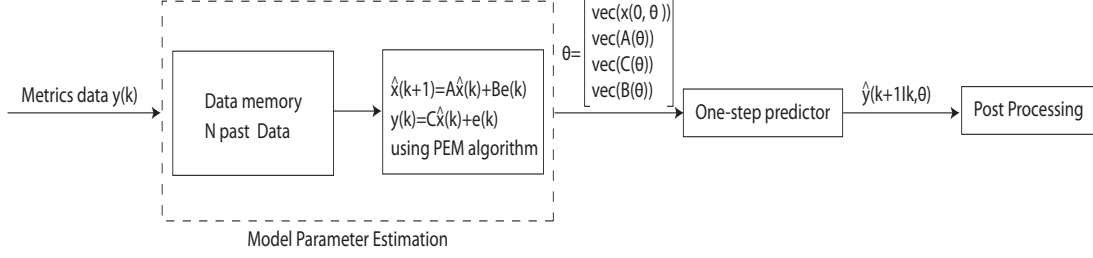 Metrics data y(k)
Data memory
N past Data
x̂(k+1)=Ax̂(k)+Be(k)
y(k)=Cx̂(k)+e(k)
using PEM algorithm
Model Parameter Estimation
θ=
vec(x(0, θ ))
vec(A(θ))
vec(C(θ))
vec(B(θ))
One-step predictor
ŷ(k+1Ik,θ)
Post Processing